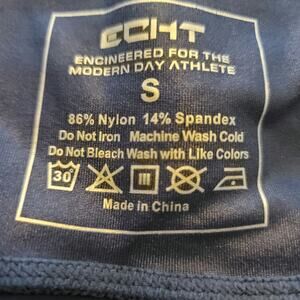 ECHT
ENGINEERED FOR THE
MODERN DAY ATHLETE
S
86% Nylon 14% Spandex
Do Not Iron Machine Wash Cold
Do Not Bleach Wash with Like Colors
30°
Made in China